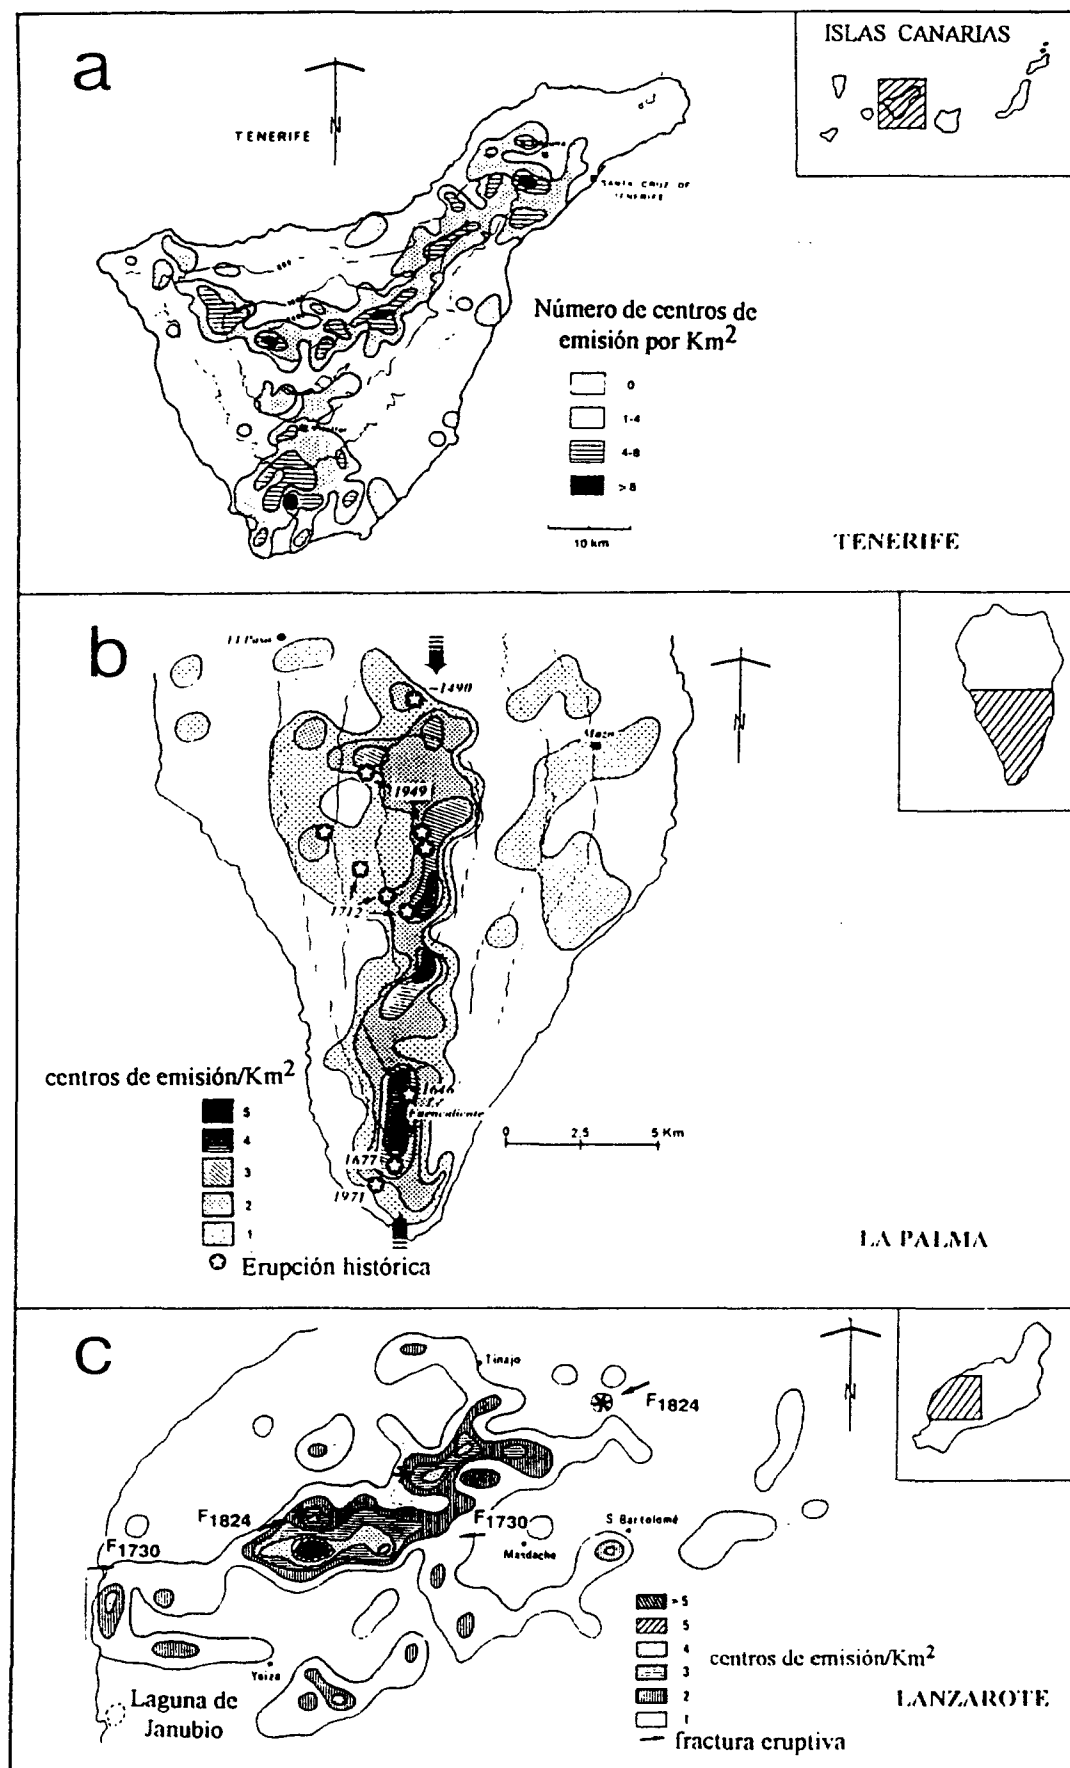 a
ISLAS CANARIAS
N
TENERIFE
SANTA CRUZ DE
TENERIFE
Número de centros de
emisión por Km2
0
1-4
4-8
>8
10 km
TENERIFE
b
El Paso
~1490
N
Mazo
1949
1712
centros de emisión/Km2
5
4
3
2
1
1646
Fuencaliente
0 2,5 5 Km
1677
1971
Erupción histórica
LA PALMA
c
Tinajo
N
F1824
F1824
F1730
S. Bartolomé
F1730
Masdache
>5
5
4
3
2
1
centros de emisión/Km2
Yaiza
LANZAROTE
Laguna de
Janubio
fractura eruptiva